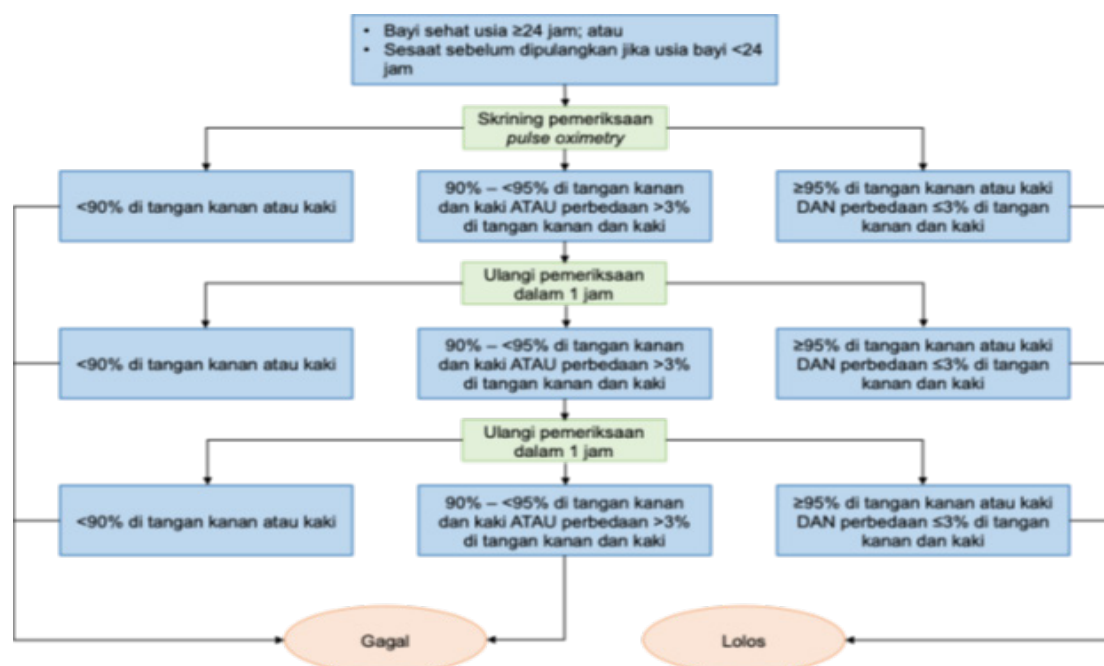 • Bayi sehat usia ≥24 jam; atau
• Sesaat sebelum dipulangkan jika usia bayi <24
jam
Skrining pemeriksaan
pulse oximetry
<90% di tangan kanan atau kaki
90% – <95% di tangan kanan
dan kaki ATAU perbedaan >3%
di tangan kanan dan kaki
≥95% di tangan kanan atau kaki
DAN perbedaan ≤3% di tangan
kanan dan kaki
Ulangi pemeriksaan
dalam 1 jam
<90% di tangan kanan atau kaki
90% – <95% di tangan kanan
dan kaki ATAU perbedaan >3%
di tangan kanan dan kaki
≥95% di tangan kanan atau kaki
DAN perbedaan ≤3% di tangan
kanan dan kaki
Ulangi pemeriksaan
dalam 1 jam
<90% di tangan kanan atau kaki
90% – <95% di tangan kanan
dan kaki ATAU perbedaan >3%
di tangan kanan dan kaki
≥95% di tangan kanan atau kaki
DAN perbedaan ≤3% di tangan
kanan dan kaki
Gagal
Lolos